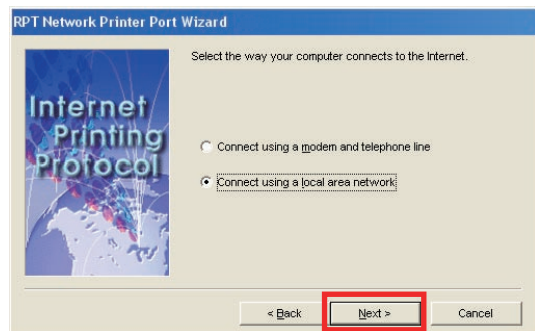 RPT Network Printer Port Wizard
Select the way your computer connects to the Internet.
Internet
Printing
Protocol
Connect using a modem and telephone line
Connect using a local area network
< Back
Next >
Cancel